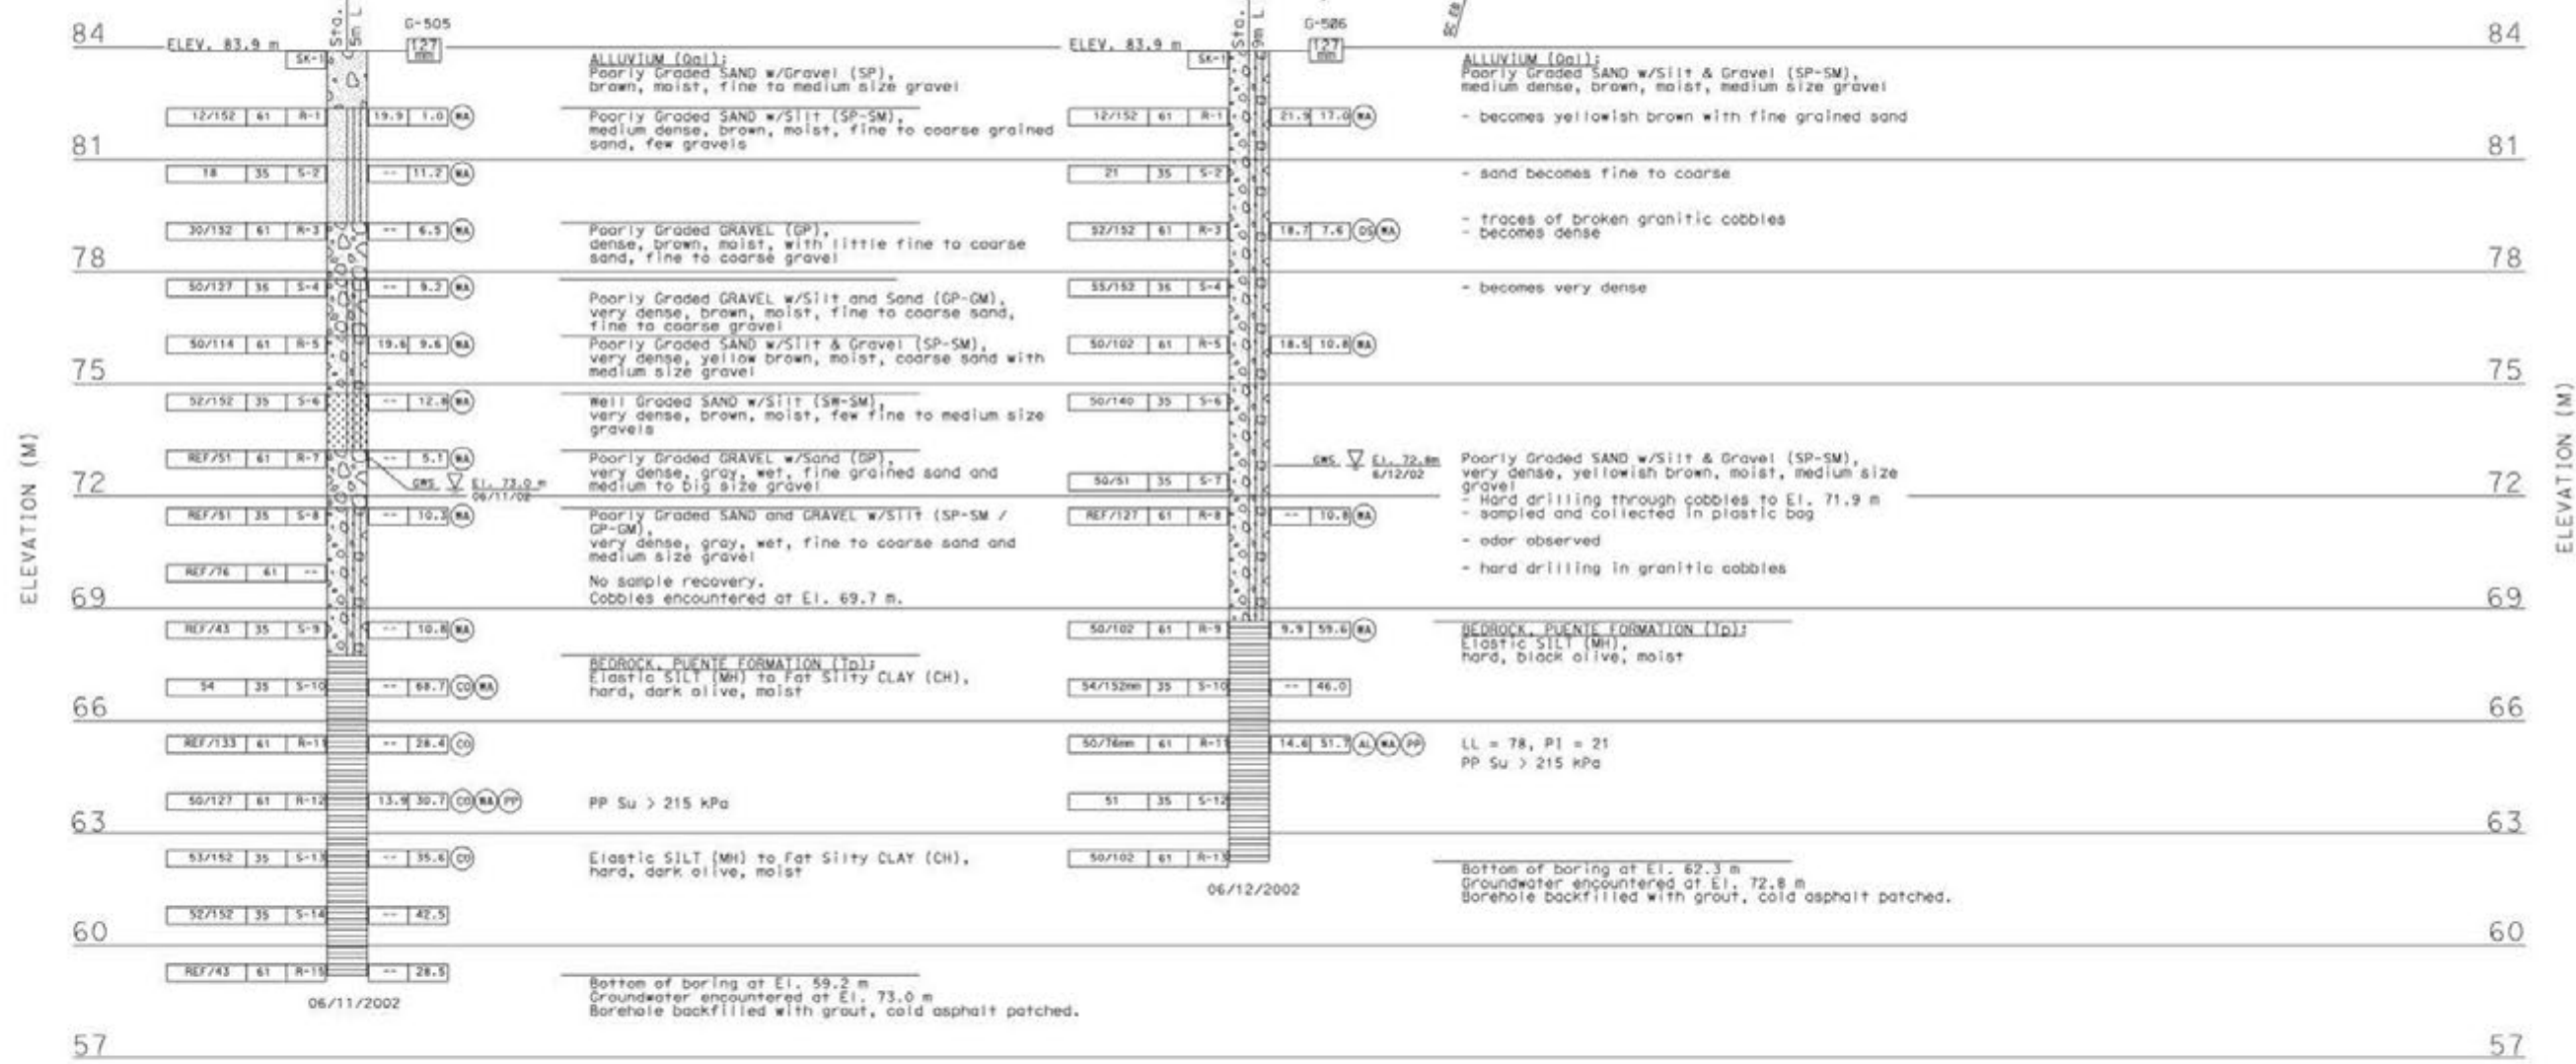 84
ELEV. 83.9 m
Sta.
5m L
G-505
127 mm
SK-1
ALLUVIUM (Qal):
Poorly Graded SAND w/Gravel (SP),
brown, moist, fine to medium size gravel
12/152 61 R-1 19.9 1.0 MA
Poorly Graded SAND w/Silt (SP-SM),
medium dense, brown, moist, fine to coarse grained
sand, few gravels
81
18 35 S-2 -- 11.2 MA
30/152 61 R-3 -- 6.5 MA
Poorly Graded GRAVEL (GP),
dense, brown, moist, with little fine to coarse
sand, fine to coarse gravel
78
50/127 36 S-4 -- 9.2 MA
Poorly Graded GRAVEL w/Silt and Sand (GP-GM),
very dense, brown, moist, fine to coarse sand,
fine to coarse gravel
50/114 61 R-5 19.6 9.6 MA
Poorly Graded SAND w/Silt & Gravel (SP-SM),
very dense, yellow brown, moist, coarse sand with
medium size gravel
75
52/152 35 S-6 -- 12.8 MA
Well Graded SAND w/Silt (SW-SM),
very dense, brown, moist, few fine to medium size
gravels
ELEVATION (M)
REF/51 61 R-7 -- 5.1 MA
Poorly Graded GRAVEL w/Sand (GP),
very dense, gray, wet, fine grained sand and
medium to big size gravel
GWS El. 73.0 m
06/11/02
72
REF/51 35 S-8 -- 10.3 MA
Poorly Graded SAND and GRAVEL w/Silt (SP-SM /
GP-GM),
very dense, gray, wet, fine to coarse sand and
medium size gravel
REF/76 61 --
No sample recovery.
Cobbles encountered at El. 69.7 m.
69
REF/43 35 S-9 -- 10.8 MA
BEDROCK, PUENTE FORMATION (Tp):
Elastic SILT (MH) to Fat Silty CLAY (CH),
hard, dark olive, moist
54 35 S-10 -- 68.7 CO MA
66
REF/133 61 R-11 -- 28.4 CO
50/127 61 R-12 13.9 30.7 CO MA PP
PP Su > 215 kPa
63
53/152 35 S-13 -- 35.6 CO
Elastic SILT (MH) to Fat Silty CLAY (CH),
hard, dark olive, moist
52/152 35 S-14 -- 42.5
60
REF/43 61 R-15 -- 28.5
06/11/2002
Bottom of boring at El. 59.2 m
Groundwater encountered at El. 73.0 m
Borehole backfilled with grout, cold asphalt patched.
57
ELEV. 83.9 m
Sta.
9m L
G-506
127 mm
84
SK-1
ALLUVIUM (Qal):
Poorly Graded SAND w/Silt & Gravel (SP-SM),
medium dense, brown, moist, medium size gravel
12/152 61 R-1 21.9 17.0 MA
- becomes yellowish brown with fine grained sand
81
21 35 S-2
- sand becomes fine to coarse
- traces of broken granitic cobbles
52/152 61 R-3 18.7 7.6 DS MA
- becomes dense
78
55/152 36 S-4
- becomes very dense
50/102 61 R-5 18.5 10.8 MA
75
50/140 35 S-6
ELEVATION (M)
GWS El. 72.8m
6/12/02
Poorly Graded SAND w/Silt & Gravel (SP-SM),
very dense, yellowish brown, moist, medium size
gravel
50/51 35 S-7
72
- Hard drilling through cobbles to El. 71.9 m
- sampled and collected in plastic bag
REF/127 61 R-8 -- 10.8 MA
- odor observed
- hard drilling in granitic cobbles
69
50/102 61 R-9 9.9 59.6 MA
BEDROCK, PUENTE FORMATION (Tp):
Elastic SILT (MH),
hard, black olive, moist
54/152mm 35 S-10 -- 46.0
66
50/76mm 61 R-11 14.6 51.7 AL MA PP
LL = 78, PI = 21
PP Su > 215 kPa
51 35 S-12
63
50/102 61 R-13
06/12/2002
Bottom of boring at El. 62.3 m
Groundwater encountered at El. 72.8 m
Borehole backfilled with grout, cold asphalt patched.
60
57